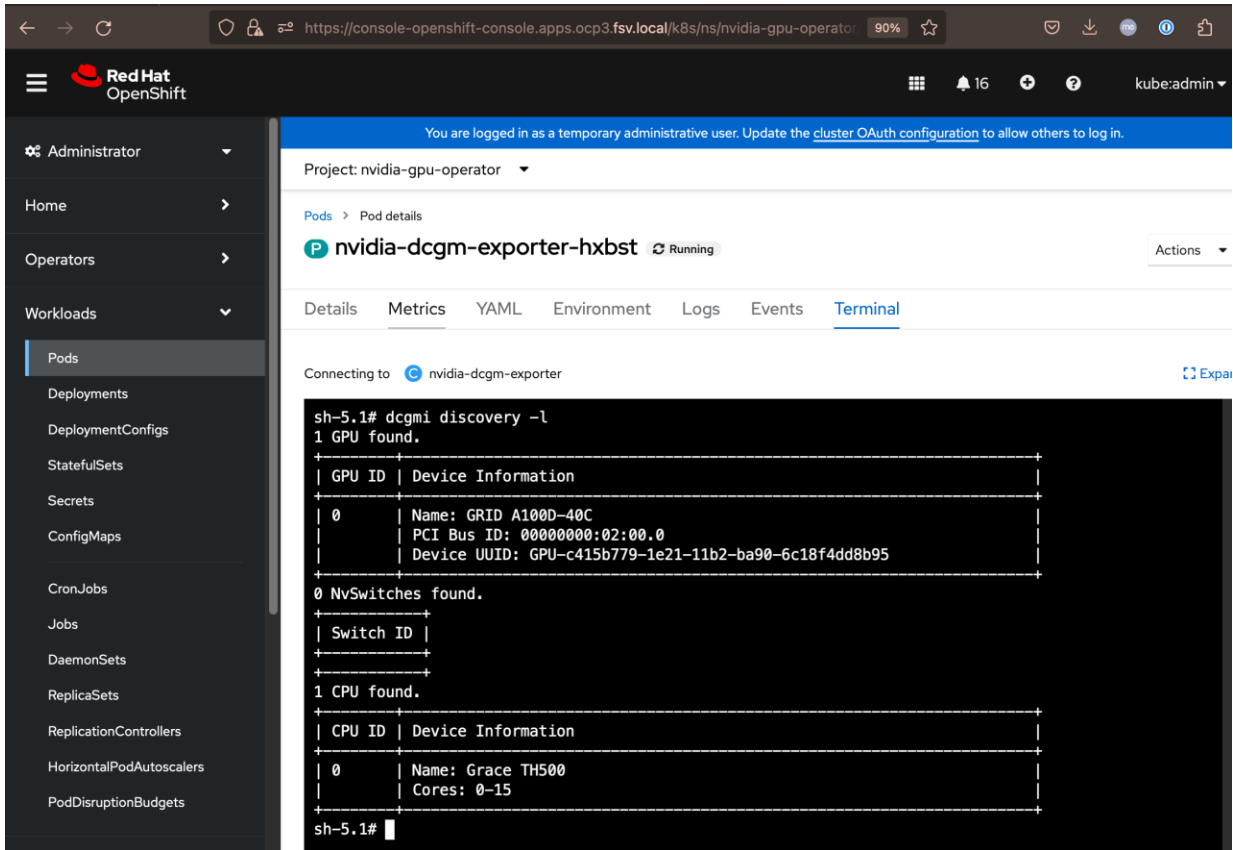 https://console-openshift-console.apps.ocp3.fsv.local/k8s/ns/nvidia-gpu-operator 90%
Red Hat
OpenShift
16
kube:admin
You are logged in as a temporary administrative user. Update the cluster OAuth configuration to allow others to log in.
Administrator
Home
Operators
Workloads
Pods
Deployments
DeploymentConfigs
StatefulSets
Secrets
ConfigMaps
CronJobs
Jobs
DaemonSets
ReplicaSets
ReplicationControllers
HorizontalPodAutoscalers
PodDisruptionBudgets
Project: nvidia-gpu-operator
Pods > Pod details
P nvidia-dcgm-exporter-hxbst Running
Actions
Details Metrics YAML Environment Logs Events Terminal
Connecting to C nvidia-dcgm-exporter
Expan
sh-5.1# dcgmi discovery -l
1 GPU found.
+--------+----------------------------------------------------------------------+
| GPU ID | Device Information |
+--------+----------------------------------------------------------------------+
| 0 | Name: GRID A100D-40C |
| | PCI Bus ID: 00000000:02:00.0 |
| | Device UUID: GPU-c415b779-1e21-11b2-ba90-6c18f4dd8b95 |
+--------+----------------------------------------------------------------------+
0 NvSwitches found.
+-----------+
| Switch ID |
+-----------+
+-----------+
1 CPU found.
+--------+----------------------------------------------------------------------+
| CPU ID | Device Information |
+--------+----------------------------------------------------------------------+
| 0 | Name: Grace TH500 |
| | Cores: 0-15 |
+--------+----------------------------------------------------------------------+
sh-5.1#